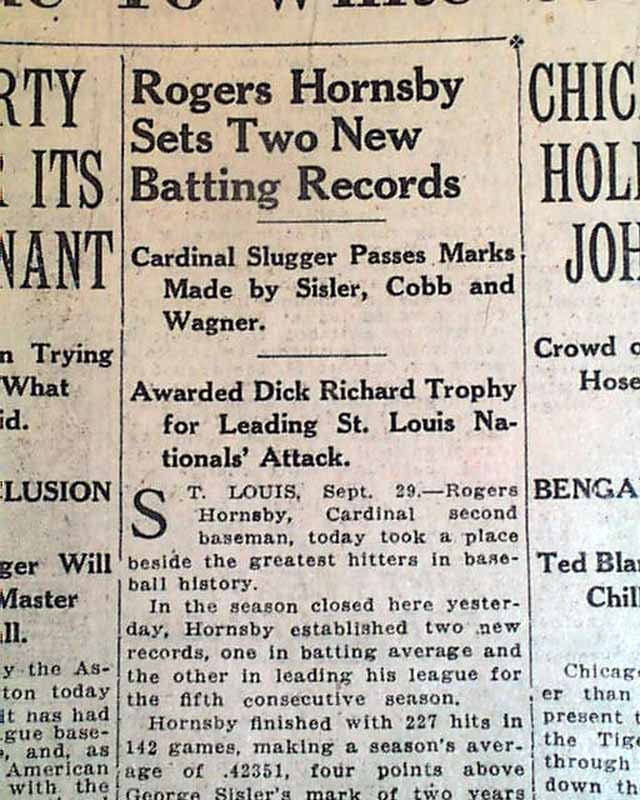 Rogers Hornsby
Sets Two New
Batting Records
Cardinal Slugger Passes Marks
Made by Sisler, Cobb and
Wagner.
Awarded Dick Richard Trophy
for Leading St. Louis Na-
tionals' Attack.
ST. LOUIS, Sept. 29.—Rogers
Hornsby, Cardinal second
baseman, today took a place
beside the greatest hitters in base-
ball history.
In the season closed here yester-
day, Hornsby established two new
records, one in batting average and
the other in leading his league for
the fifth consecutive season.
Hornsby finished with 227 hits in
142 games, making a season's aver-
age of .42351, four points above
George Sisler's mark of two years
RTY
ITS
NANT
n Trying
What
id.
LUSION
ger Will
Master
ll.
y the As-
ton today
it has had
gue base-
, and, as
American
with the
CHIC
HOL
JOH
Crowd o
Hose
BENGA
Ted Bla
Chil
Chicag
er than
present t
the Tige
through
down th